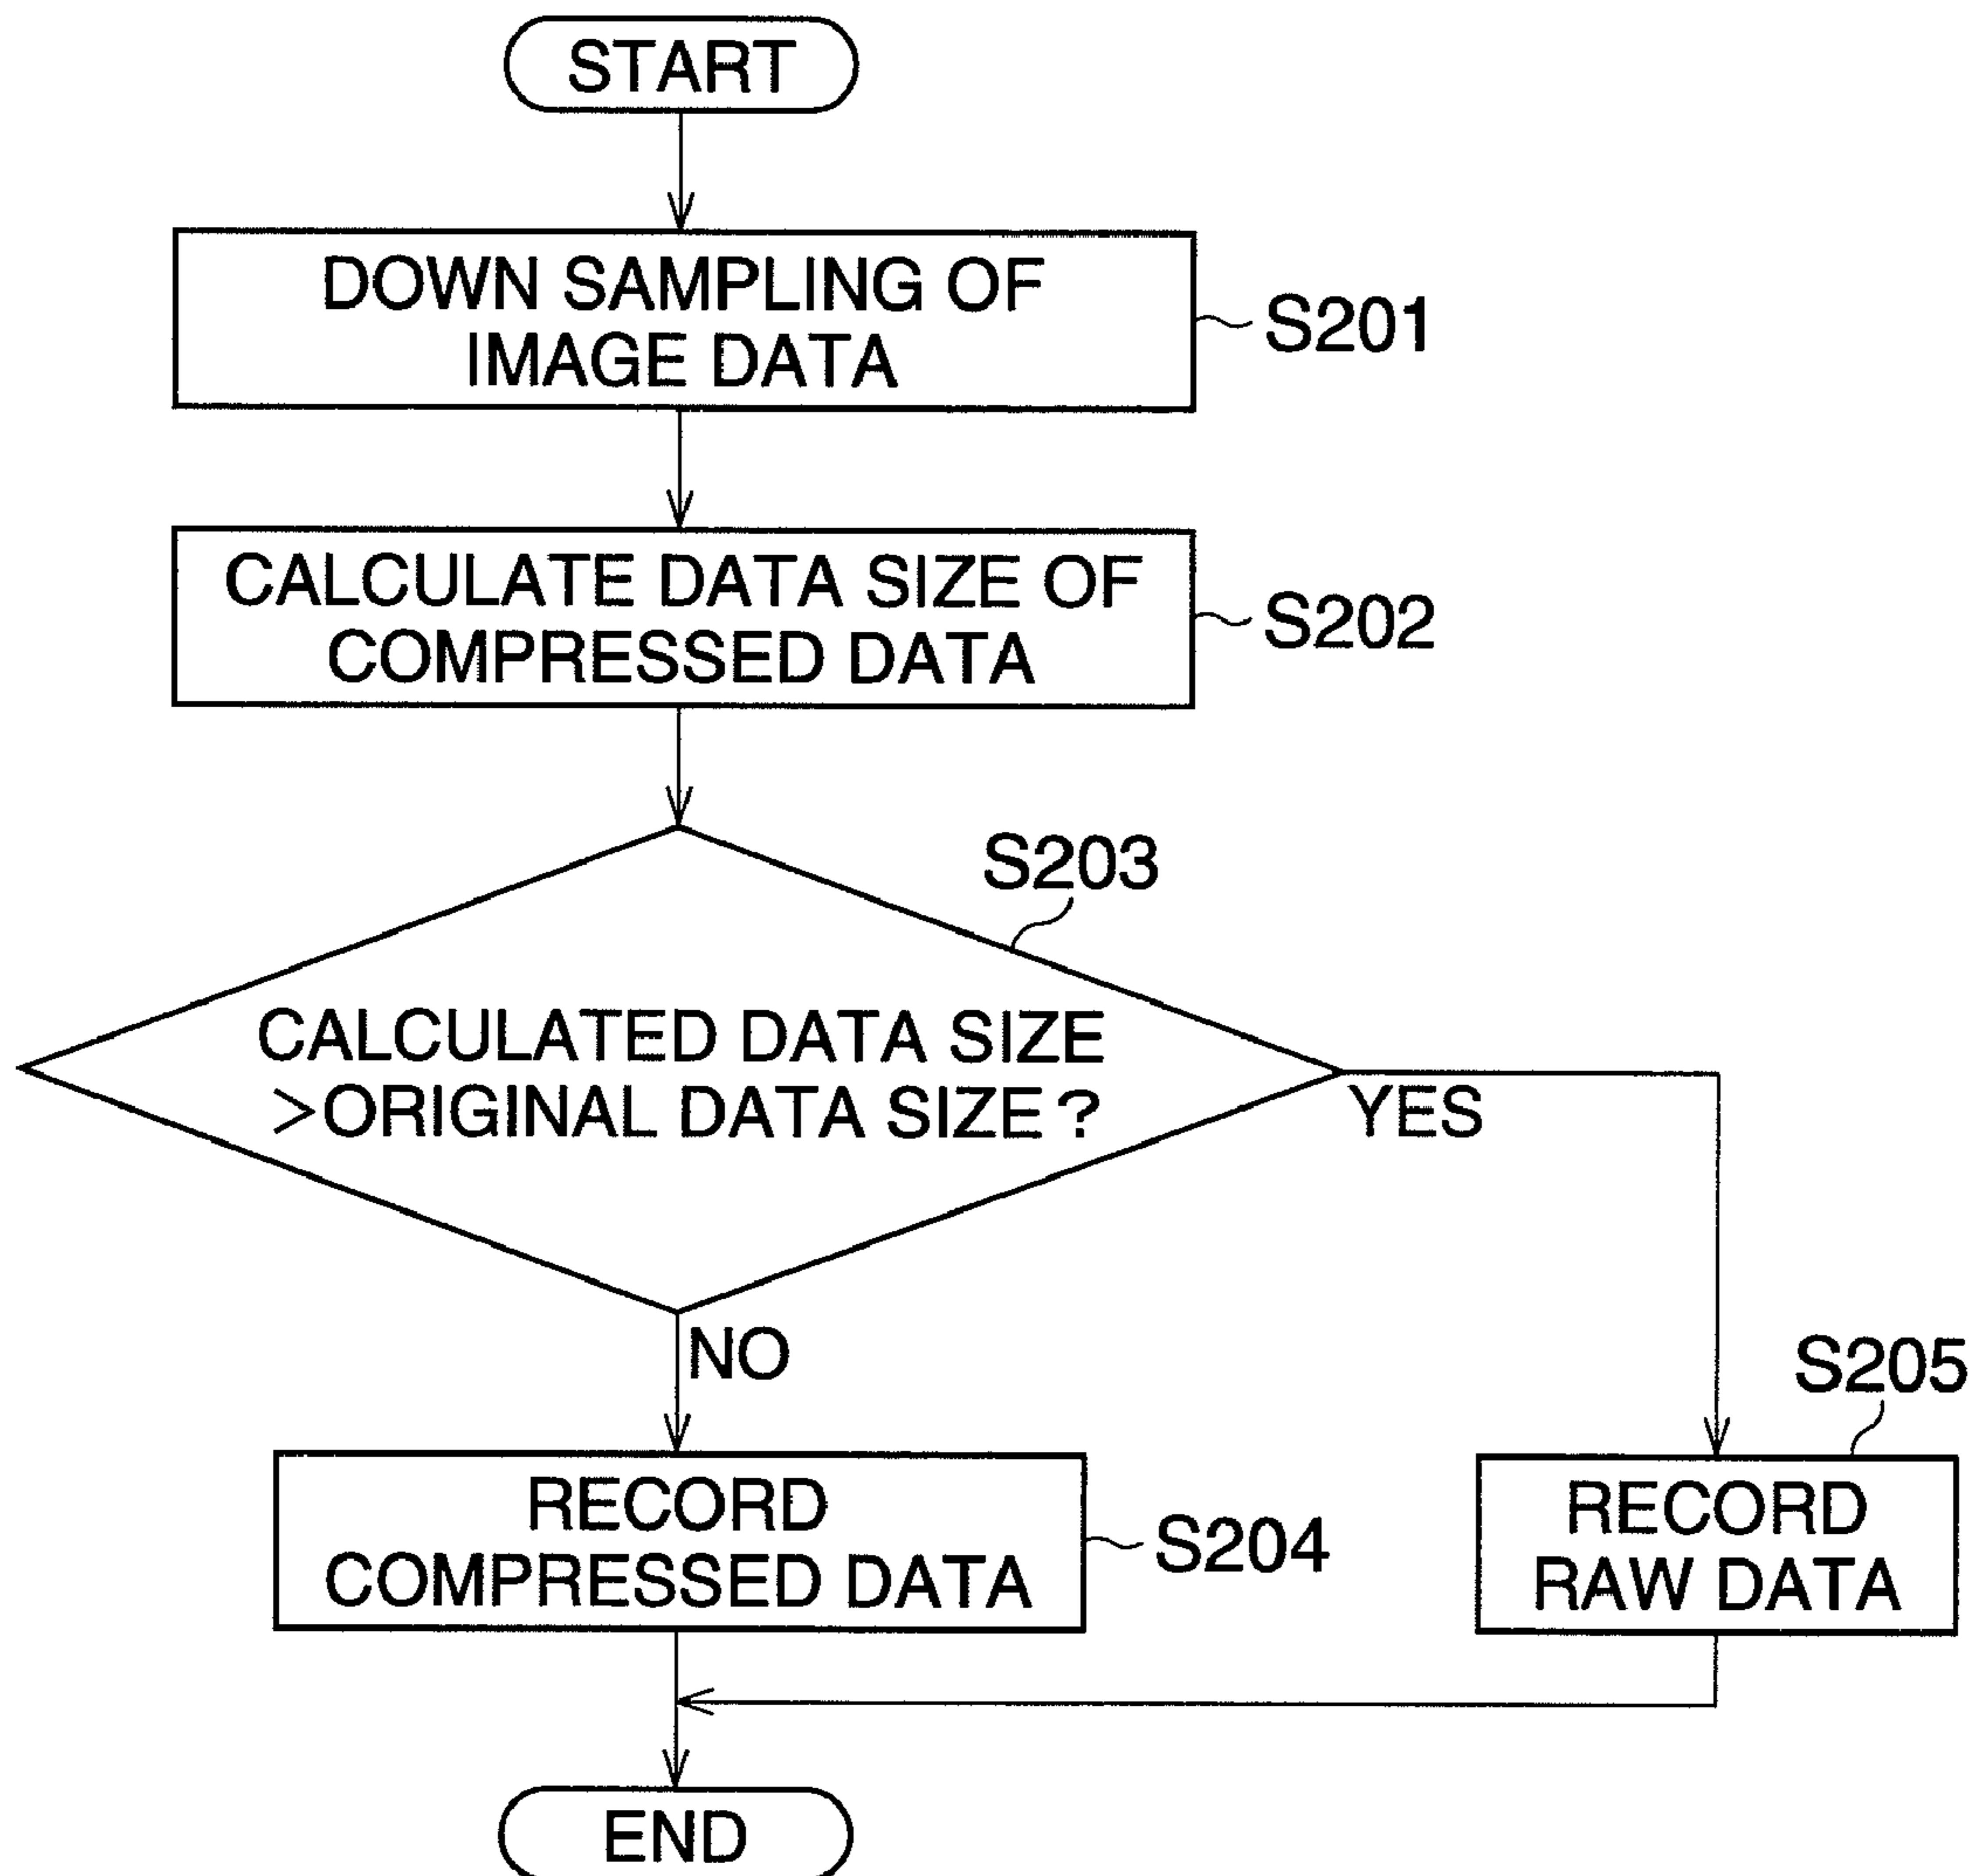 START
DOWN SAMPLING OF
IMAGE DATA
S201
CALCULATE DATA SIZE OF
COMPRESSED DATA
S202
S203
CALCULATED DATA SIZE
>ORIGINAL DATA SIZE?
YES
NO
S205
RECORD
COMPRESSED DATA
S204
RECORD
RAW DATA
END